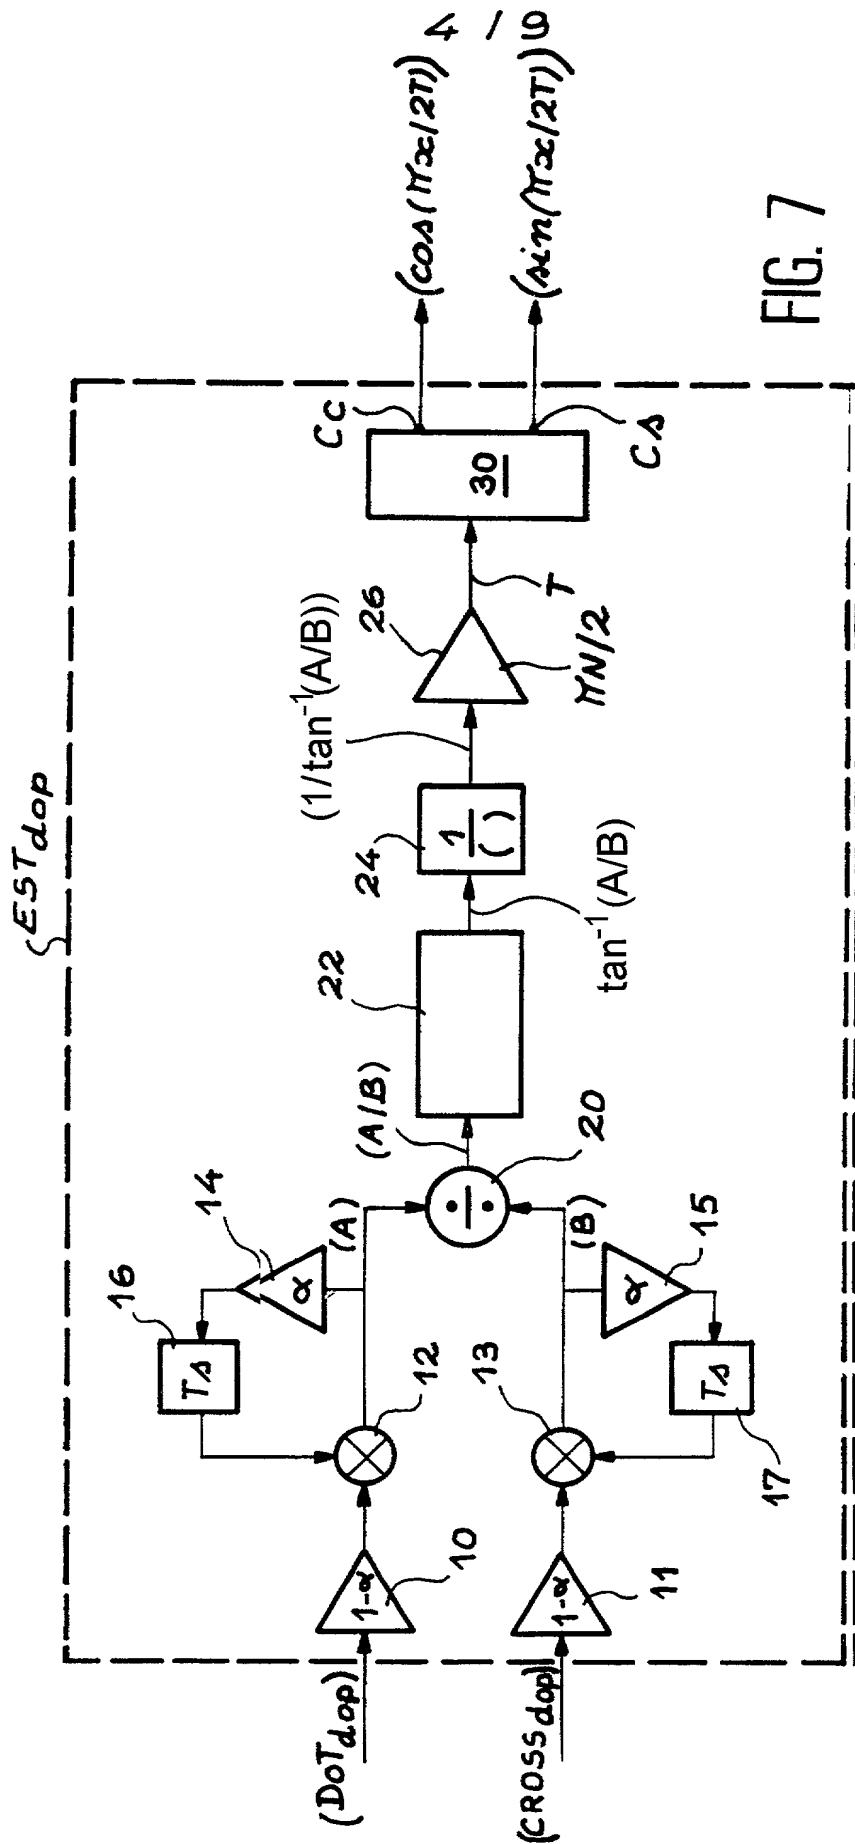 4 / 9
EST dop
(DOT dop)
1-α
10
12
Ts
16
α
14
(A)
(CROSS dop)
1-α
11
13
Ts
17
α
15
(B)
÷
20
(A/B)
22
tan⁻¹(A/B)
24
1
( )
(1/tan⁻¹(A/B))
26
πN/2
T
30
Cc
Cs
(cos(πx/2T))
(sin(πx/2T))
FIG. 7